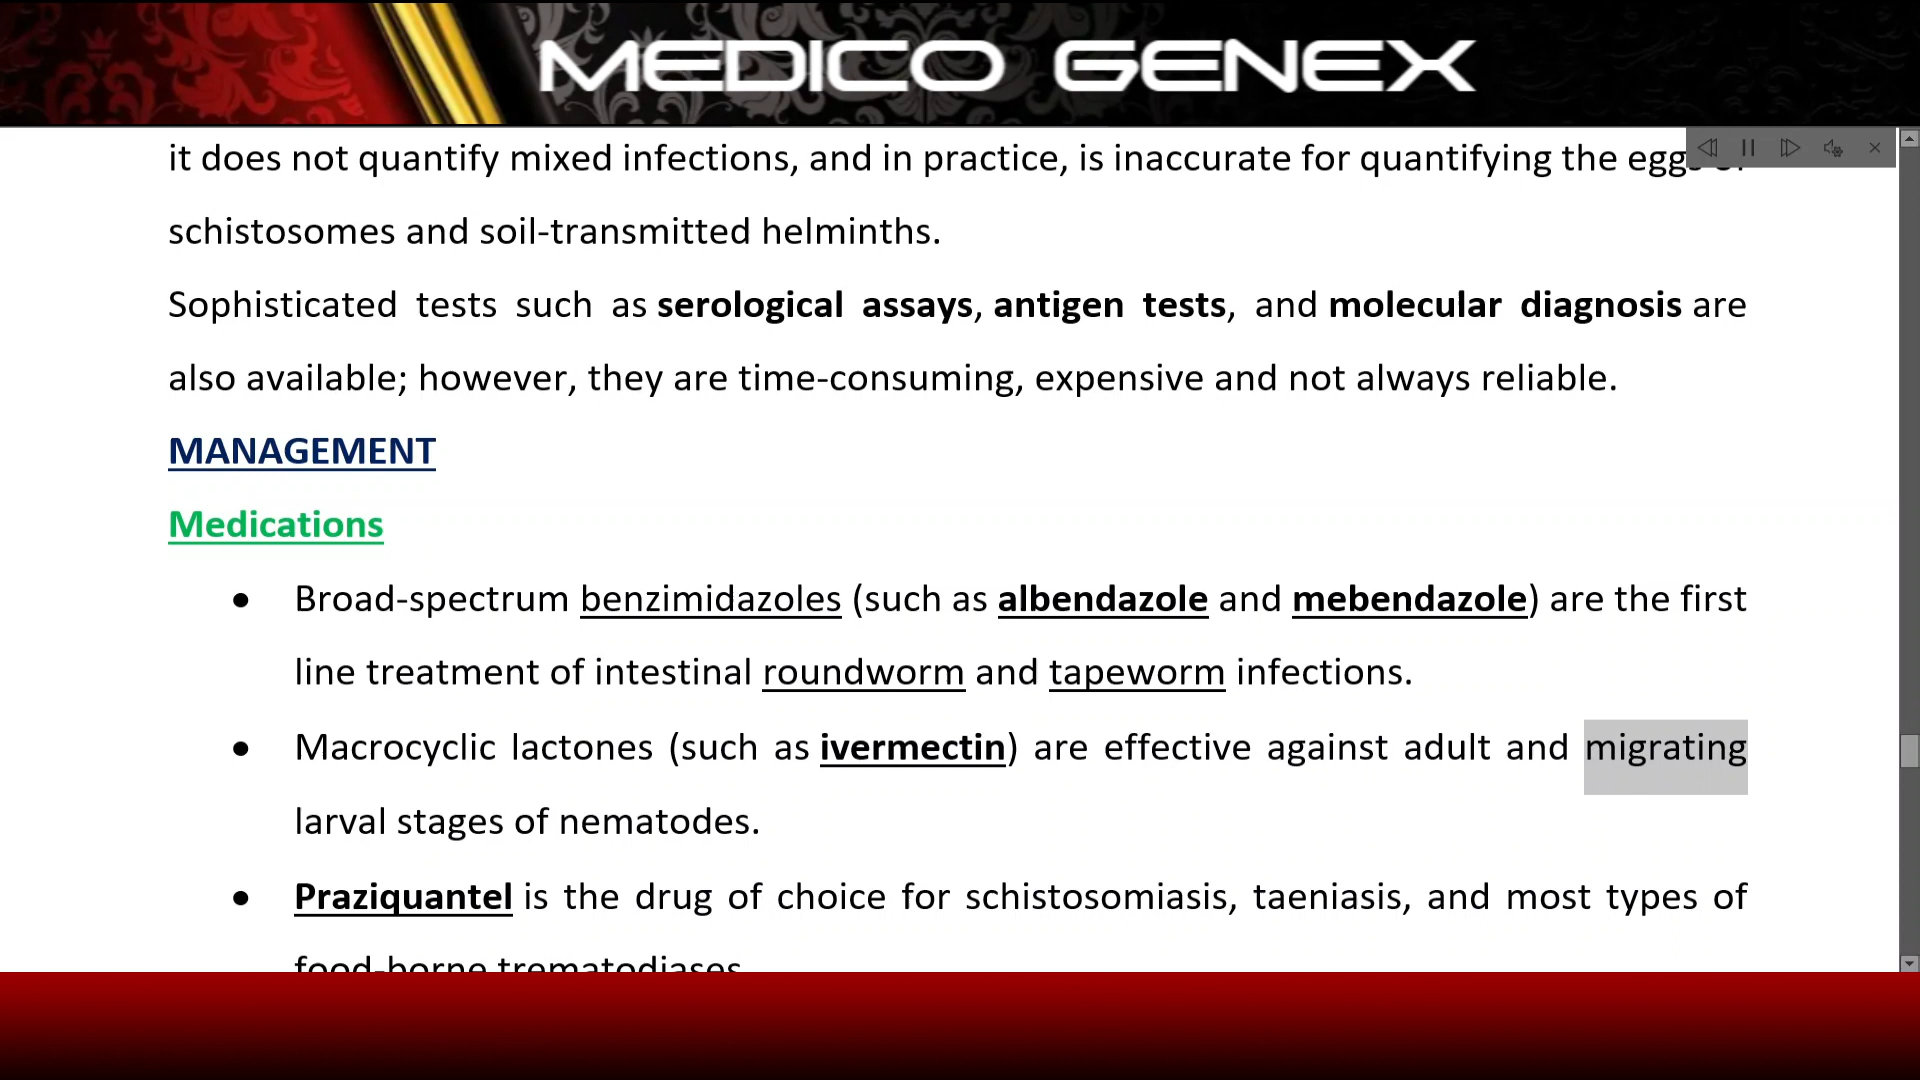 MEDICO GENEX
it does not quantify mixed infections, and in practice, is inaccurate for quantifying the eggs of
schistosomes and soil-transmitted helminths.
Sophisticated tests such as serological assays, antigen tests, and molecular diagnosis are
also available; however, they are time-consuming, expensive and not always reliable.
MANAGEMENT
Medications
• Broad-spectrum benzimidazoles (such as albendazole and mebendazole) are the first
line treatment of intestinal roundworm and tapeworm infections.
• Macrocyclic lactones (such as ivermectin) are effective against adult and migrating
larval stages of nematodes.
• Praziquantel is the drug of choice for schistosomiasis, taeniasis, and most types of
food-borne trematodiases.